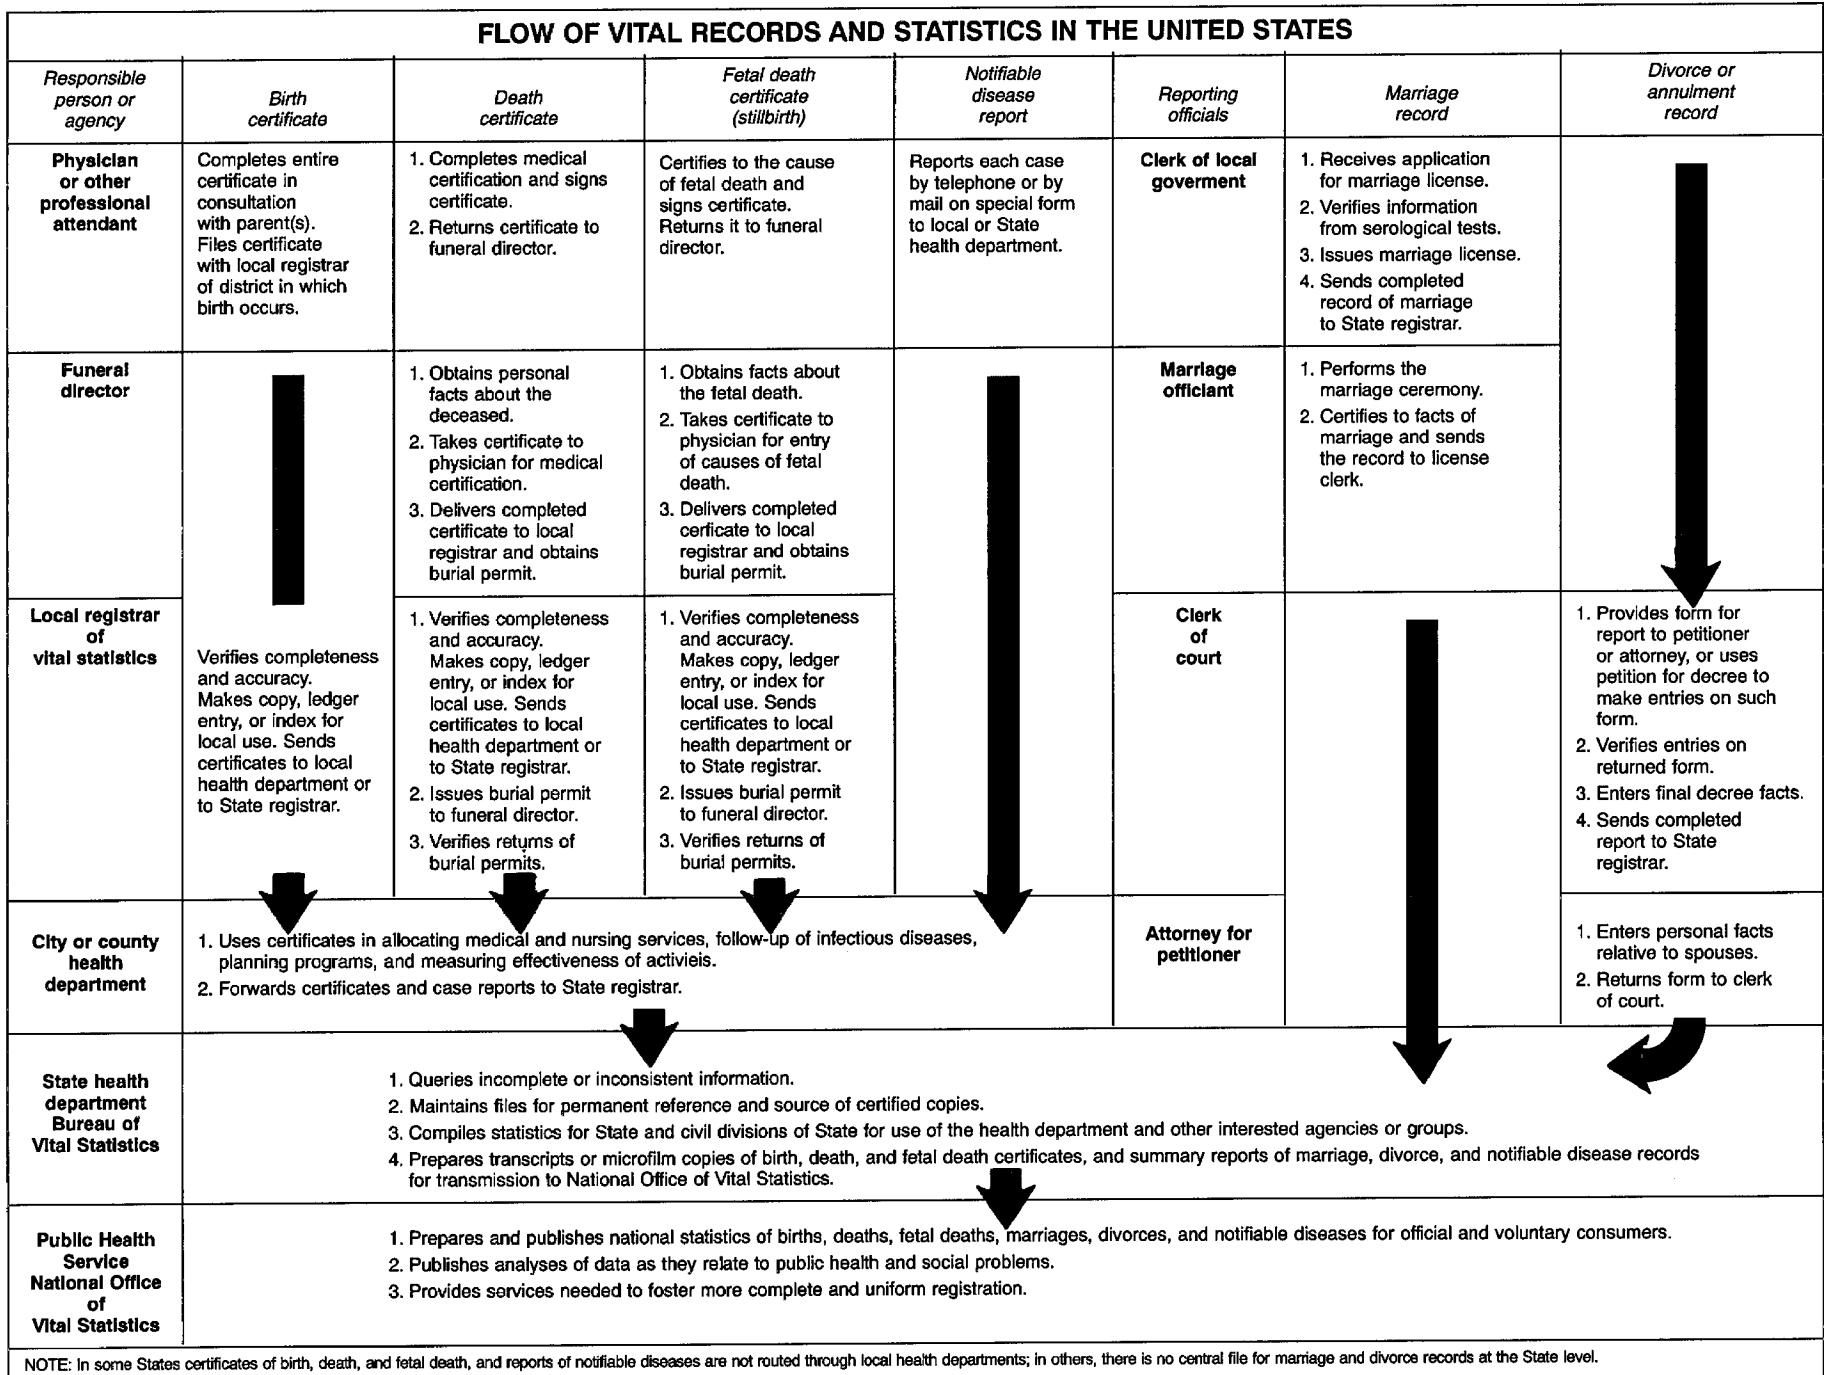 FLOW OF VITAL RECORDS AND STATISTICS IN THE UNITED STATES
Responsible
person or
agency
Birth
certificate
Death
certificate
Fetal death
certificate
(stillbirth)
Notifiable
disease
report
Reporting
officials
Marriage
record
Divorce or
annulment
record
Physician
or other
professional
attendant
Completes entire
certificate in
consultation
with parent(s).
Files certificate
with local registrar
of district in which
birth occurs.
1. Completes medical
certification and signs
certificate.
2. Returns certificate to
funeral director.
Certifies to the cause
of fetal death and
signs certificate.
Returns it to funeral
director.
Reports each case
by telephone or by
mail on special form
to local or State
health department.
Clerk of local
goverment
1. Receives application
for marriage license.
2. Verifies information
from serological tests.
3. Issues marriage license.
4. Sends completed
record of marriage
to State registrar.
Funeral
director
1. Obtains personal
facts about the
deceased.
2. Takes certificate to
physician for medical
certification.
3. Delivers completed
certificate to local
registrar and obtains
burial permit.
1. Obtains facts about
the fetal death.
2. Takes certificate to
physician for entry
of causes of fetal
death.
3. Delivers completed
cerficate to local
registrar and obtains
burial permit.
Marriage
officiant
1. Performs the
marriage ceremony.
2. Certifies to facts of
marriage and sends
the record to license
clerk.
Local registrar
of
vital statistics
Verifies completeness
and accuracy.
Makes copy, ledger
entry, or index for
local use. Sends
certificates to local
health department or
to State registrar.
1. Verifies completeness
and accuracy.
Makes copy, ledger
entry, or index for
local use. Sends
certificates to local
health department or
to State registrar.
2. Issues burial permit
to funeral director.
3. Verifies returns of
burial permits.
1. Verifies completeness
and accuracy.
Makes copy, ledger
entry, or index for
local use. Sends
certificates to local
health department or
to State registrar.
2. Issues burial permit
to funeral director.
3. Verifies returns of
burial permits.
Clerk
of
court
1. Provides form for
report to petitioner
or attorney, or uses
petition for decree to
make entries on such
form.
2. Verifies entries on
returned form.
3. Enters final decree facts.
4. Sends completed
report to State
registrar.
City or county
health
department
1. Uses certificates in allocating medical and nursing services, follow-up of infectious diseases,
planning programs, and measuring effectiveness of activieis.
2. Forwards certificates and case reports to State registrar.
Attorney for
petitioner
1. Enters personal facts
relative to spouses.
2. Returns form to clerk
of court.
State health
department
Bureau of
Vital Statistics
1. Queries incomplete or inconsistent information.
2. Maintains files for permanent reference and source of certified copies.
3. Compiles statistics for State and civil divisions of State for use of the health department and other interested agencies or groups.
4. Prepares transcripts or microfilm copies of birth, death, and fetal death certificates, and summary reports of marriage, divorce, and notifiable disease records
for transmission to National Office of Vital Statistics.
Public Health
Service
National Office
of
Vital Statistics
1. Prepares and publishes national statistics of births, deaths, fetal deaths, marriages, divorces, and notifiable diseases for official and voluntary consumers.
2. Publishes analyses of data as they relate to public health and social problems.
3. Provides services needed to foster more complete and uniform registration.
NOTE: In some States certificates of birth, death, and fetal death, and reports of notifiable diseases are not routed through local health departments; in others, there is no central file for marriage and divorce records at the State level.